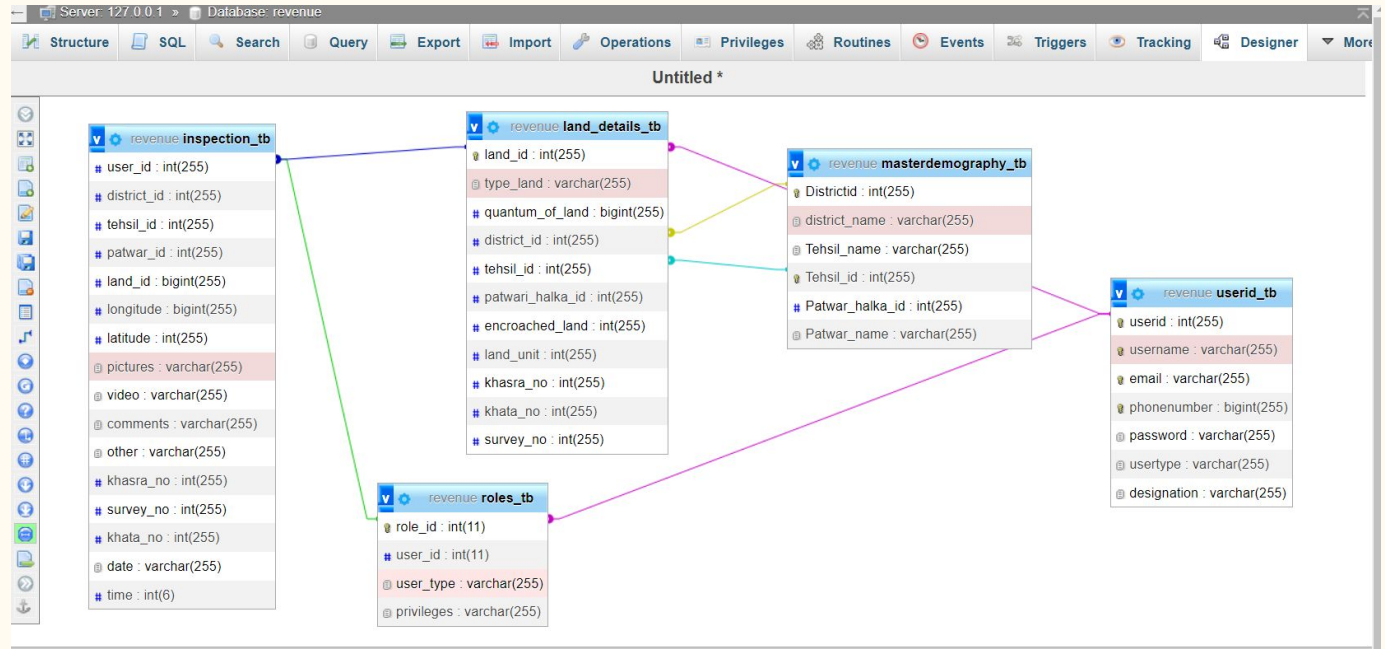 Server: 127.0.0.1 » Database: revenue
Structure SQL Search Query Export Import Operations Privileges Routines Events Triggers Tracking Designer More
Untitled *
revenue inspection_tb
user_id : int(255)
district_id : int(255)
tehsil_id : int(255)
patwar_id : int(255)
land_id : bigint(255)
longitude : bigint(255)
latitude : int(255)
pictures : varchar(255)
video : varchar(255)
comments : varchar(255)
other : varchar(255)
khasra_no : int(255)
survey_no : int(255)
khata_no : int(255)
date : varchar(255)
time : int(6)
revenue land_details_tb
land_id : int(255)
type_land : varchar(255)
quantum_of_land : bigint(255)
district_id : int(255)
tehsil_id : int(255)
patwari_halka_id : int(255)
encroached_land : int(255)
land_unit : int(255)
khasra_no : int(255)
khata_no : int(255)
survey_no : int(255)
revenue roles_tb
role_id : int(11)
user_id : int(11)
user_type : varchar(255)
privileges : varchar(255)
revenue masterdemography_tb
Districtid : int(255)
district_name : varchar(255)
Tehsil_name : varchar(255)
Tehsil_id : int(255)
Patwar_halka_id : int(255)
Patwar_name : varchar(255)
revenue userid_tb
userid : int(255)
username : varchar(255)
email : varchar(255)
phonenumber : bigint(255)
password : varchar(255)
usertype : varchar(255)
designation : varchar(255)